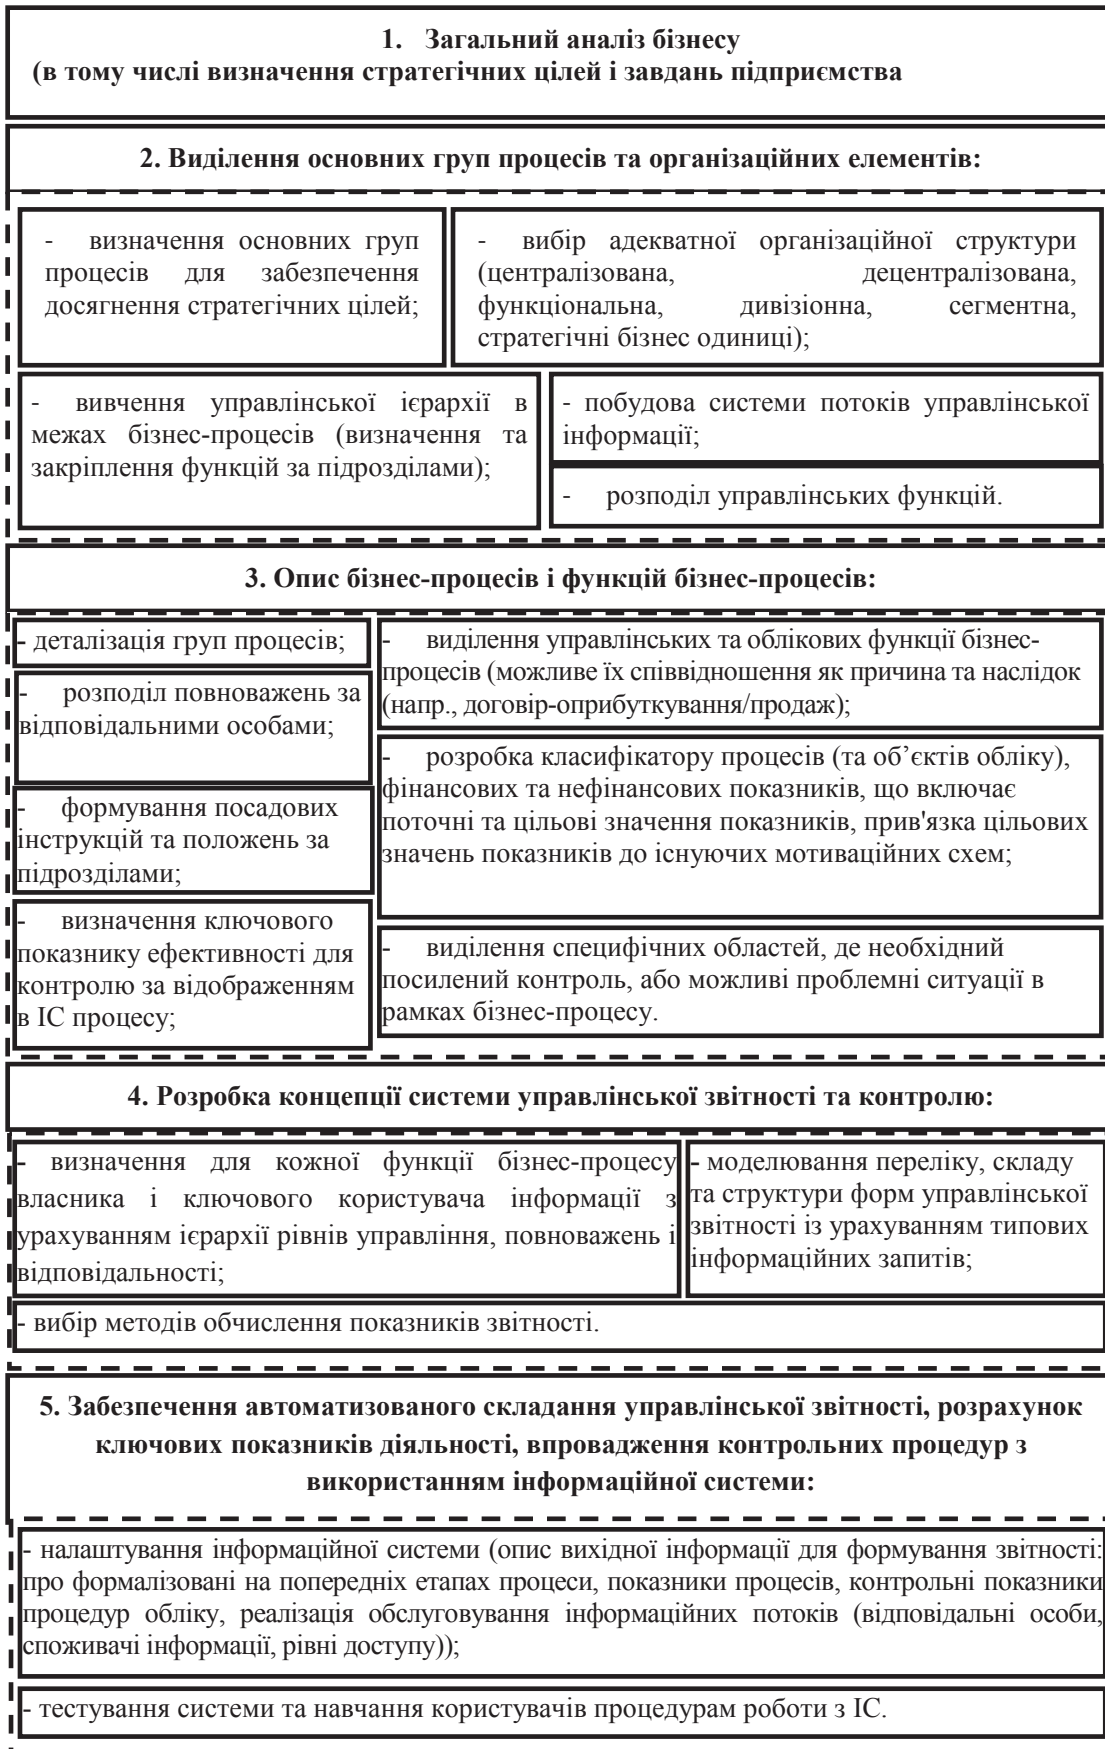 1. Загальний аналіз бізнесу
(в тому числі визначення стратегічних цілей і завдань підприємства
2. Виділення основних груп процесів та організаційних елементів:
- визначення основних груп
процесів для забезпечення
досягнення стратегічних цілей;
- вибір адекватної організаційної структури
(централізована, децентралізована,
функціональна, дивізіонна, сегментна,
стратегічні бізнес одиниці);
- вивчення управлінської ієрархії в
межах бізнес-процесів (визначення та
закріплення функцій за підрозділами);
- побудова системи потоків управлінської
інформації;
- розподіл управлінських функцій.
3. Опис бізнес-процесів і функцій бізнес-процесів:
- деталізація груп процесів;
- розподіл повноважень за
відповідальними особами;
- формування посадових
інструкцій та положень за
підрозділами;
- визначення ключового
показнику ефективності для
контролю за відображенням
в ІС процесу;
- виділення управлінських та облікових функції бізнес-
процесів (можливе їх співвідношення як причина та наслідок
(напр., договір-оприбуткування/продаж);
- розробка класифікатору процесів (та об’єктів обліку),
фінансових та нефінансових показників, що включає
поточні та цільові значення показників, прив'язка цільових
значень показників до існуючих мотиваційних схем;
- виділення специфічних областей, де необхідний
посилений контроль, або можливі проблемні ситуації в
рамках бізнес-процесу.
4. Розробка концепції системи управлінської звітності та контролю:
- визначення для кожної функції бізнес-процесу
власника і ключового користувача інформації з
урахуванням ієрархії рівнів управління, повноважень і
відповідальності;
- моделювання переліку, складу
та структури форм управлінської
звітності із урахуванням типових
інформаційних запитів;
- вибір методів обчислення показників звітності.
5. Забезпечення автоматизованого складання управлінської звітності, розрахунок
ключових показників діяльності, впровадження контрольних процедур з
використанням інформаційної системи:
- налаштування інформаційної системи (опис вихідної інформації для формування звітності:
про формалізовані на попередніх етапах процеси, показники процесів, контрольні показники
процедур обліку, реалізація обслуговування інформаційних потоків (відповідальні особи,
споживачі інформації, рівні доступу));
- тестування системи та навчання користувачів процедурам роботи з ІС.